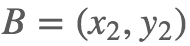 B = (x₂, y₂)